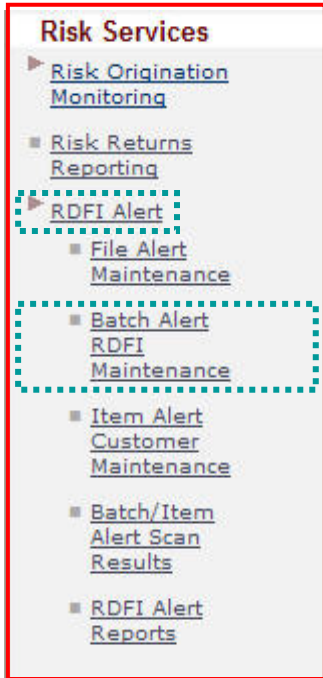 Risk Services
Risk Origination
Monitoring
Risk Returns
Reporting
RDFI Alert
File Alert
Maintenance
Batch Alert
RDFI
Maintenance
Item Alert
Customer
Maintenance
Batch/Item
Alert Scan
Results
RDFI Alert
Reports